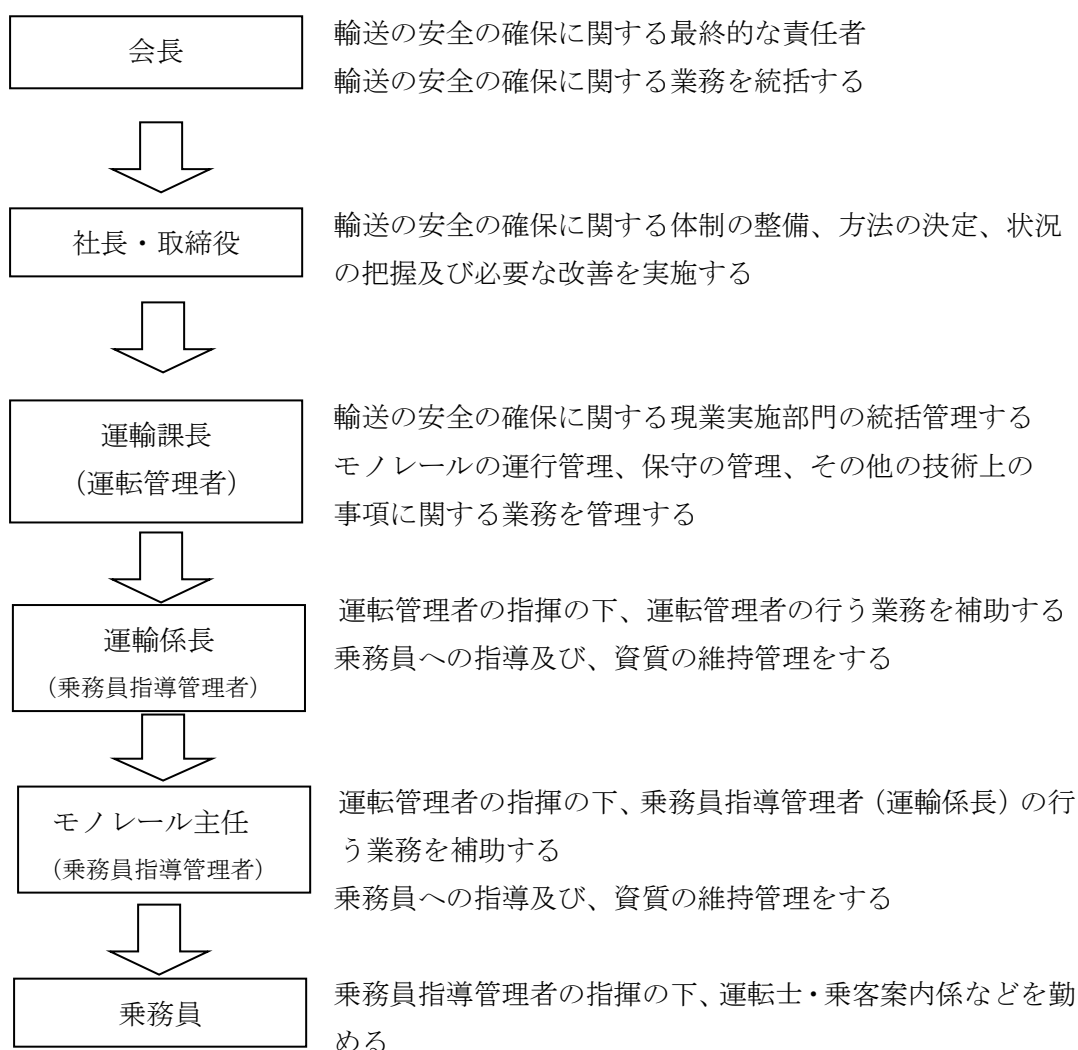 会長
輸送の安全の確保に関する最終的な責任者
輸送の安全の確保に関する業務を統括する
社長・取締役
輸送の安全の確保に関する体制の整備、方法の決定、状況
の把握及び必要な改善を実施する
運輸課長
（運転管理者）
輸送の安全の確保に関する現業実施部門の統括管理する
モノレールの運行管理、保守の管理、その他の技術上の
事項に関する業務を管理する
運輸係長
（乗務員指導管理者）
運転管理者の指揮の下、運転管理者の行う業務を補助する
乗務員への指導及び、資質の維持管理をする
モノレール主任
（乗務員指導管理者）
運転管理者の指揮の下、乗務員指導管理者（運輸係長）の行
う業務を補助する
乗務員への指導及び、資質の維持管理をする
乗務員
乗務員指導管理者の指揮の下、運転士・乗客案内係などを勤
める